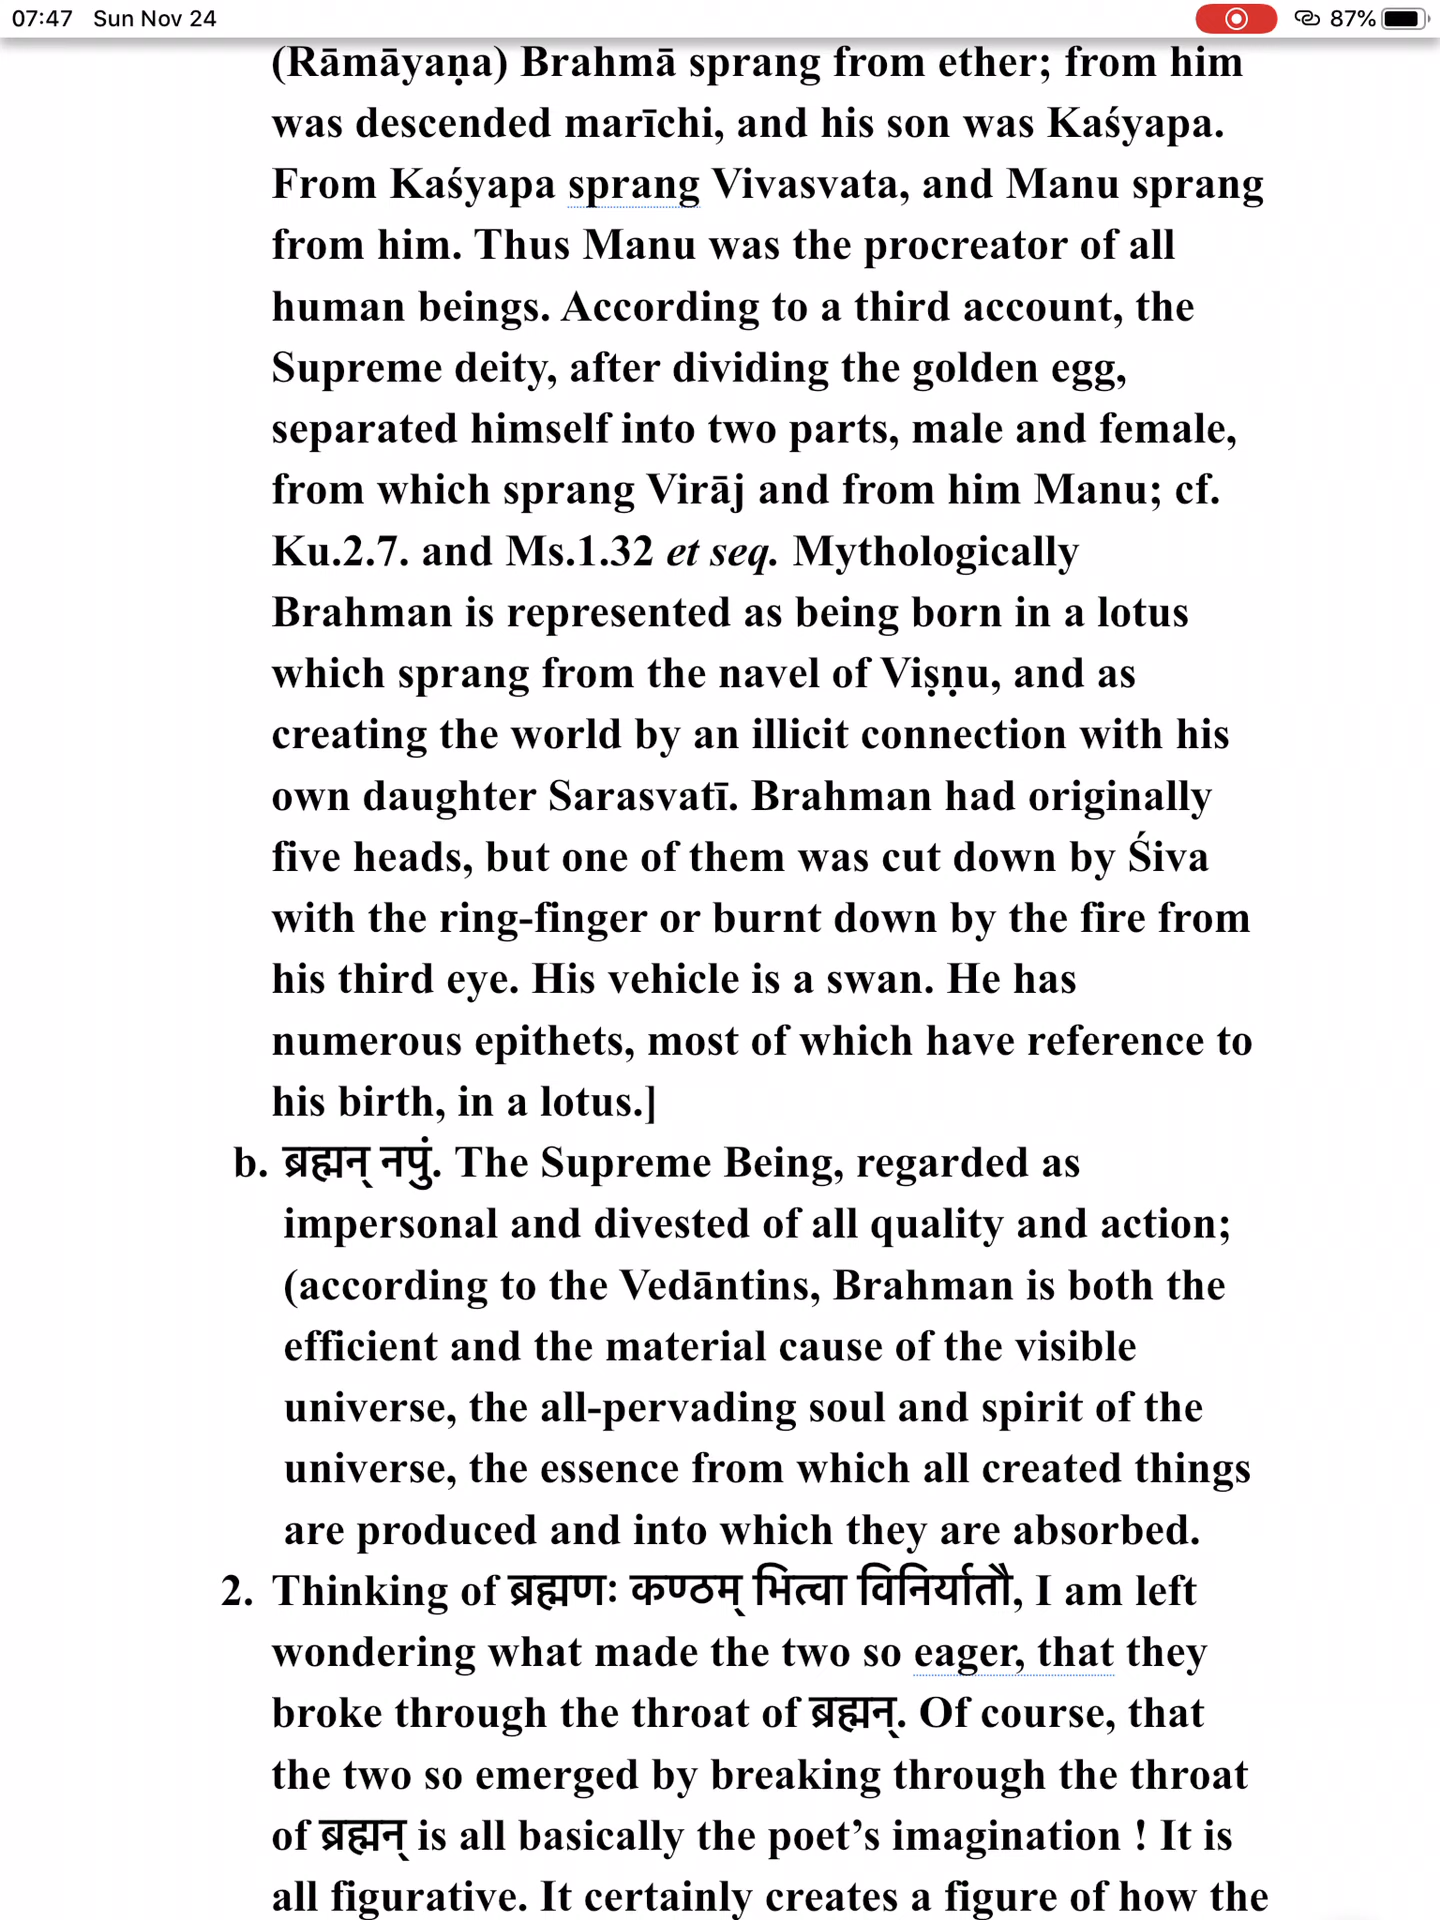 07:47 Sun Nov 24 87%
(Rāmāyaṇa) Brahmā sprang from ether; from him
was descended marīchi, and his son was Kaśyapa.
From Kaśyapa sprang Vivasvata, and Manu sprang
from him. Thus Manu was the procreator of all
human beings. According to a third account, the
Supreme deity, after dividing the golden egg,
separated himself into two parts, male and female,
from which sprang Virāj and from him Manu; cf.
Ku.2.7. and Ms.1.32 et seq. Mythologically
Brahman is represented as being born in a lotus
which sprang from the navel of Viṣṇu, and as
creating the world by an illicit connection with his
own daughter Sarasvatī. Brahman had originally
five heads, but one of them was cut down by Śiva
with the ring-finger or burnt down by the fire from
his third eye. His vehicle is a swan. He has
numerous epithets, most of which have reference to
his birth, in a lotus.]
b. ब्रह्मन् नपुं. The Supreme Being, regarded as
impersonal and divested of all quality and action;
(according to the Vedāntins, Brahman is both the
efficient and the material cause of the visible
universe, the all-pervading soul and spirit of the
universe, the essence from which all created things
are produced and into which they are absorbed.
2. Thinking of ब्रह्मणः कण्ठम् भित्वा विनिर्यातौ, I am left
wondering what made the two so eager, that they
broke through the throat of ब्रह्मन्. Of course, that
the two so emerged by breaking through the throat
of ब्रह्मन् is all basically the poet’s imagination ! It is
all figurative. It certainly creates a figure of how the